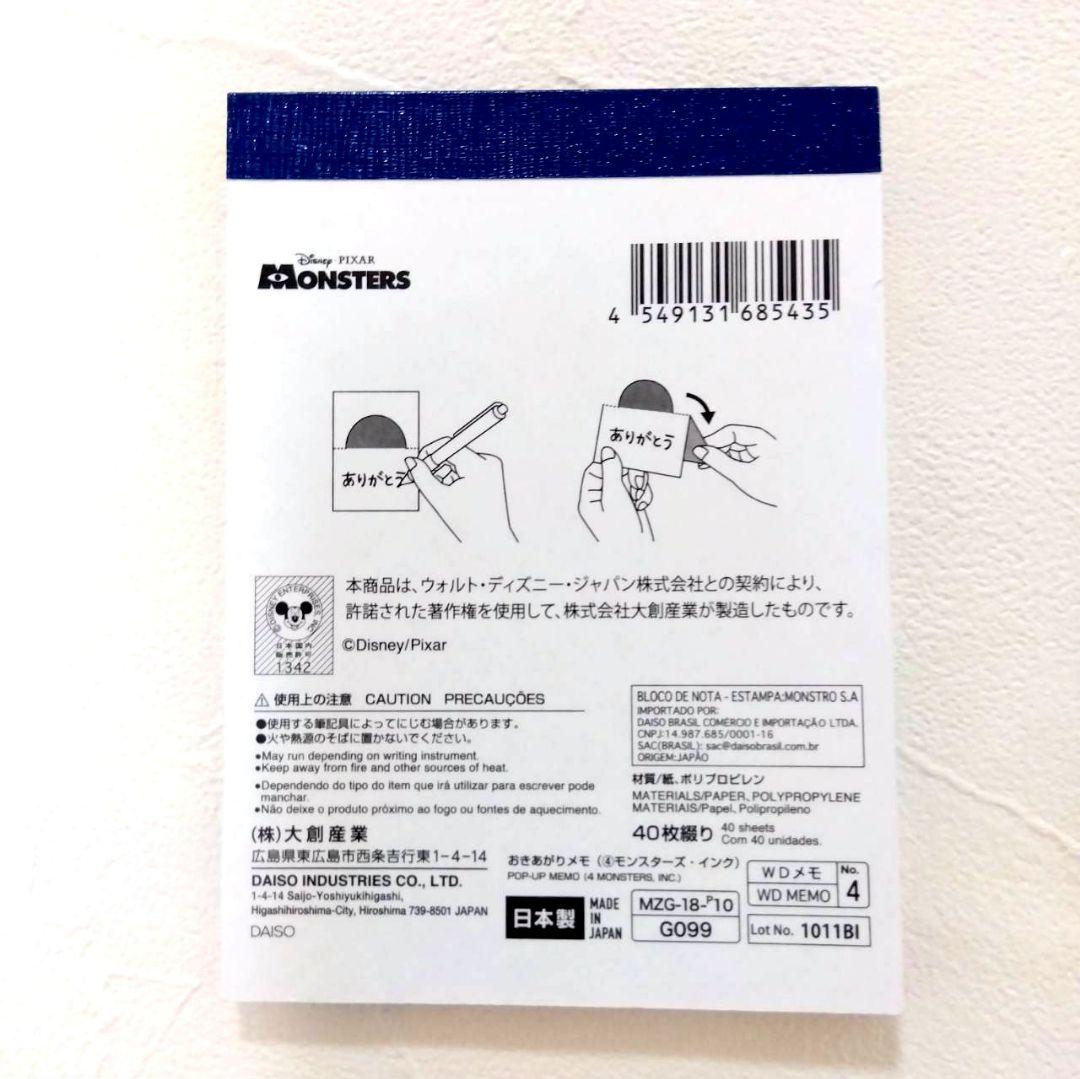 Disney PIXAR
MONSTERS
4 549131 685435
ありがとう
ありがとう
本商品は、ウォルト・ディズニー・ジャパン株式会社との契約により、
許諾された著作権を使用して、株式会社大創産業が製造したものです。
©Disney/Pixar
©DISNEY ENTERPRISES INC
日本国内
販売許可
1342
⚠ 使用上の注意 CAUTION PRECAUÇÕES
●使用する筆記具によってにじむ場合があります。
●火や熱源のそばに置かないでください。
●May run depending on writing instrument.
●Keep away from fire and other sources of heat.
●Dependendo do tipo do item que irá utilizar para escrever pode
manchar.
●Não deixe o produto próximo ao fogo ou fontes de aquecimento.
(株)大創産業
広島県東広島市西条吉行東1-4-14
DAISO INDUSTRIES CO., LTD.
1-4-14 Saijo-Yoshiyukihigashi,
Higashihiroshima-City, Hiroshima 739-8501 JAPAN
DAISO
BLOCO DE NOTA - ESTAMPA:MONSTRO S.A
IMPORTADO POR:
DAISO BRASIL COMÉRCIO E IMPORTAÇÃO LTDA.
CNPJ:14.987.685/0001-16
SAC(BRASIL): sac@daisobrasil.com.br
ORIGEM:JAPÃO
材質/紙、ポリプロピレン
MATERIALS/PAPER、POLYPROPYLENE
MATERIAIS/Papel、Polipropileno
40枚綴り 40 sheets
Com 40 unidades.
おきあがりメモ (④モンスターズ・インク)
POP-UP MEMO (4 MONSTERS, INC.)
WDメモ
WD MEMO
No.
4
日本製
MADE
IN
JAPAN
MZG-18-P10
G099
Lot No. 1011BI